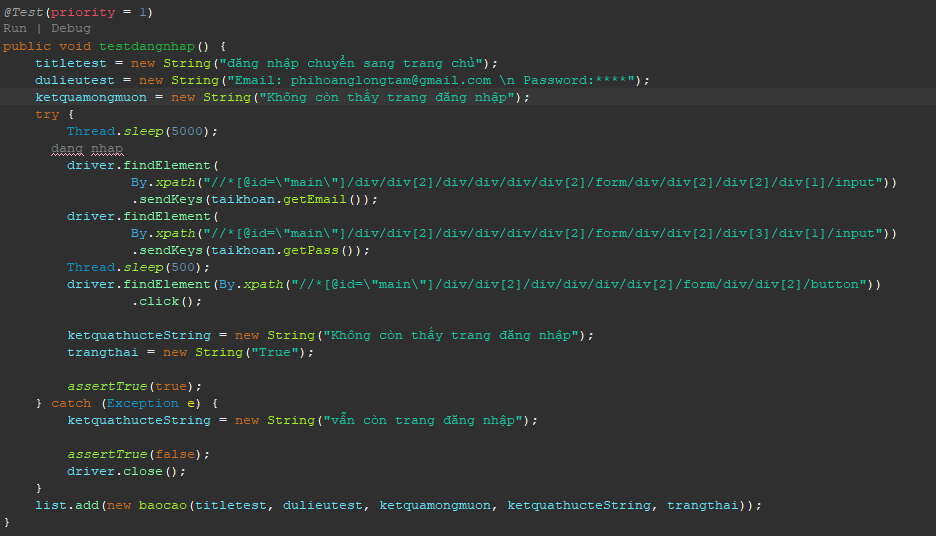 @Test(priority = 1)
Run | Debug
public void testdangnhap() {
titletest = new String("đăng nhập chuyển sang trang chủ");
dulieutest = new String("Email: phihoanglongtam@gmail.com \n Password:****");
ketquamongmuon = new String("Không còn thấy trang đăng nhập");
try {
Thread.sleep(5000);
dang nhap
driver.findElement(
By.xpath("//*[@id=\"main\"]/div/div[2]/div/div/div/div[2]/form/div/div[2]/div[2]/div[1]/input"))
.sendKeys(taikhoan.getEmail());
driver.findElement(
By.xpath("//*[@id=\"main\"]/div/div[2]/div/div/div/div[2]/form/div/div[2]/div[3]/div[1]/input"))
.sendKeys(taikhoan.getPass());
Thread.sleep(500);
driver.findElement(By.xpath("//*[@id=\"main\"]/div/div[2]/div/div/div/div[2]/form/div/div[2]/button"))
.click();
ketquathucteString = new String("Không còn thấy trang đăng nhập");
trangthai = new String("True");
assertTrue(true);
} catch (Exception e) {
ketquathucteString = new String("vẫn còn trang đăng nhập");
assertTrue(false);
driver.close();
}
list.add(new baocao(titletest, dulieutest, ketquamongmuon, ketquathucteString, trangthai));
}